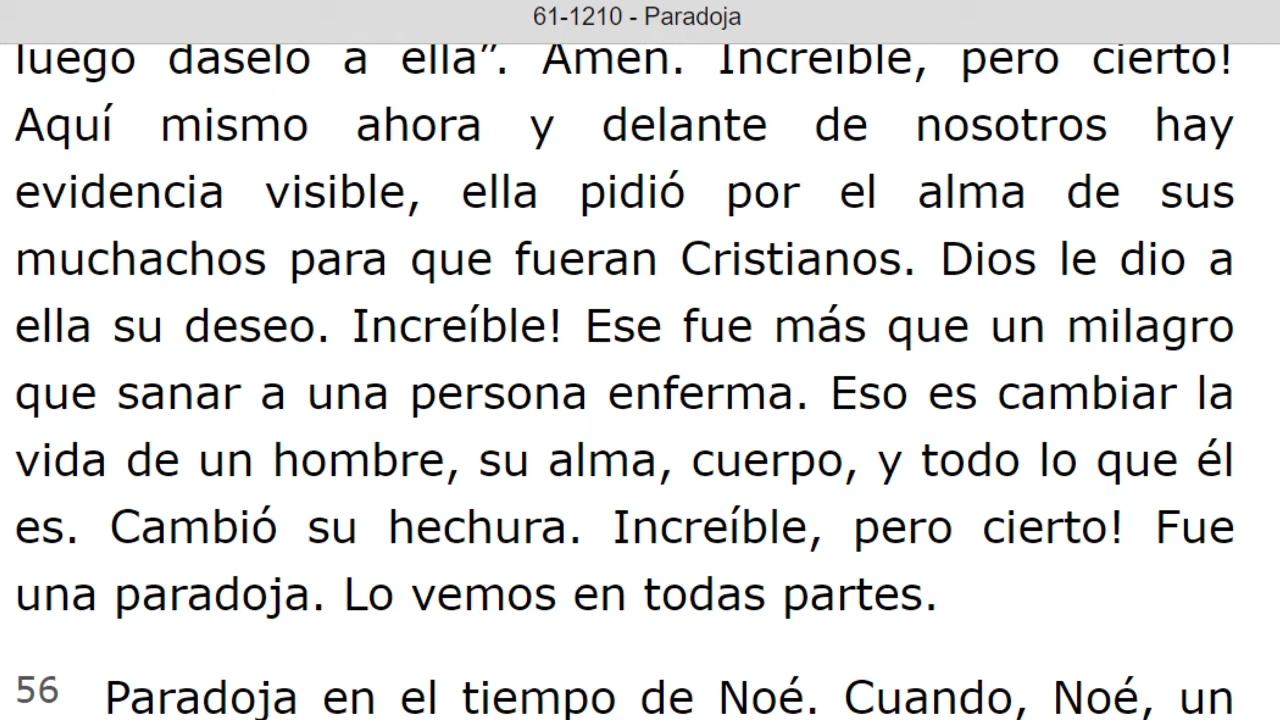 61-1210 - Paradoja
luego dáselo a ella”. Amén. Increíble, pero cierto!
Aquí mismo ahora y delante de nosotros hay
evidencia visible, ella pidió por el alma de sus
muchachos para que fueran Cristianos. Dios le dio a
ella su deseo. Increíble! Ese fue más que un milagro
que sanar a una persona enferma. Eso es cambiar la
vida de un hombre, su alma, cuerpo, y todo lo que él
es. Cambió su hechura. Increíble, pero cierto! Fue
una paradoja. Lo vemos en todas partes.
56 Paradoja en el tiempo de Noé. Cuando, Noé, un